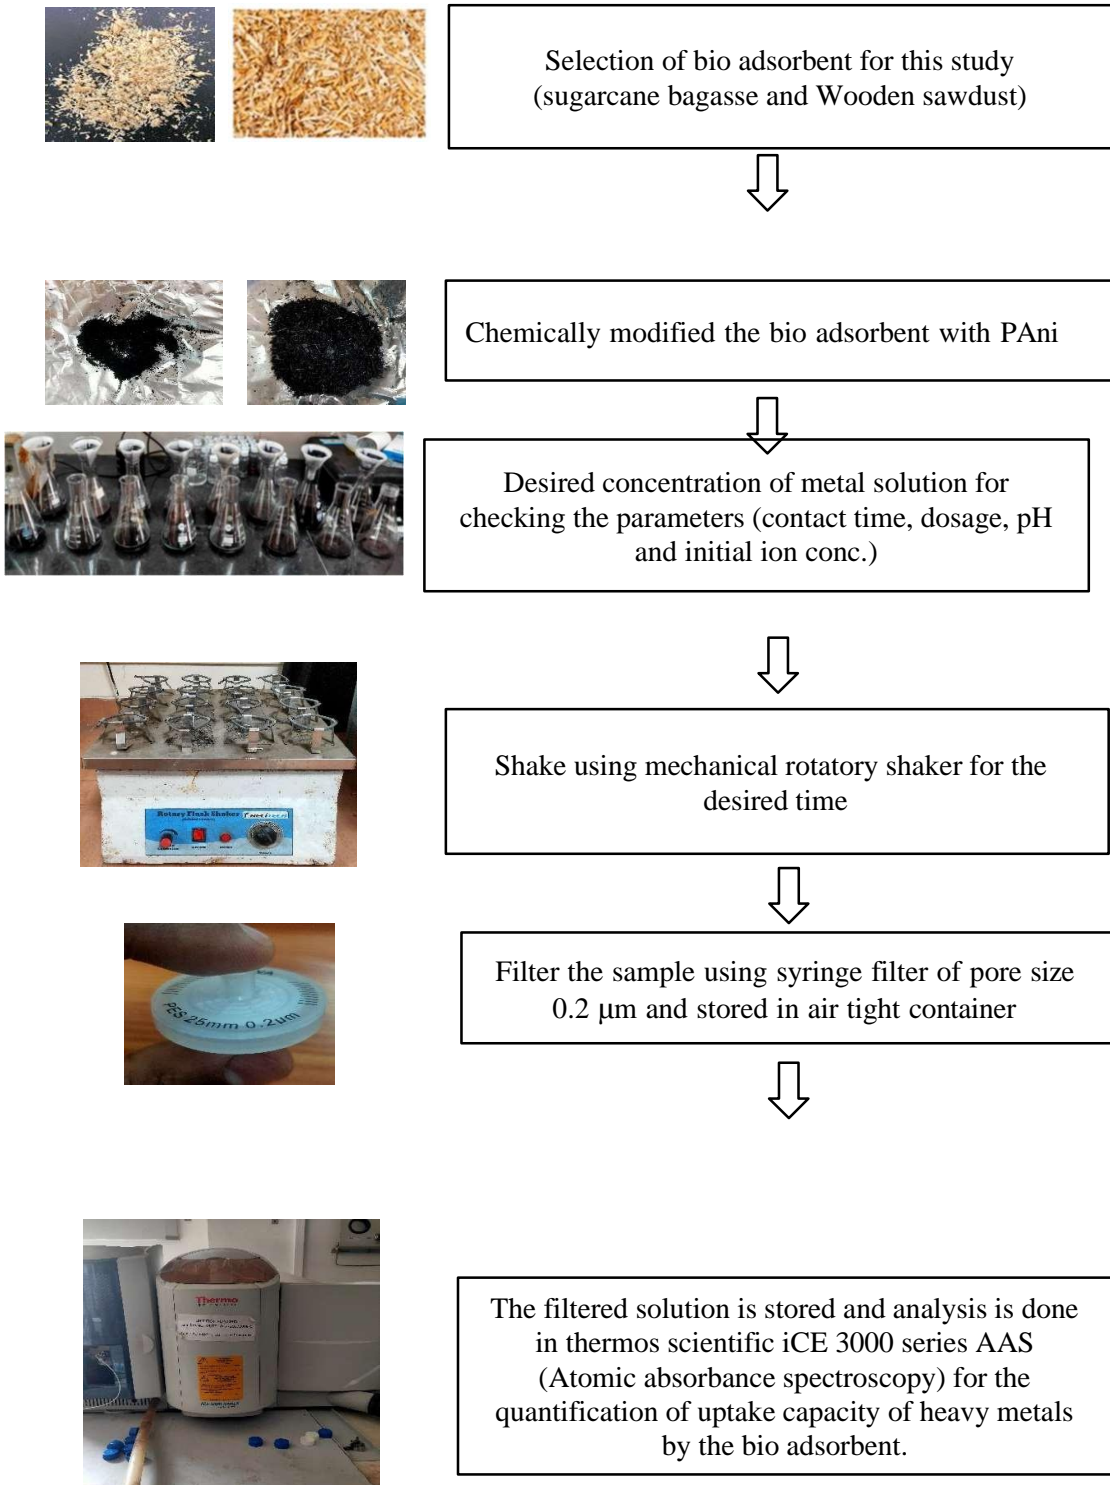 Selection of bio adsorbent for this study
(sugarcane bagasse and Wooden sawdust)
Chemically modified the bio adsorbent with PAni
Desired concentration of metal solution for
checking the parameters (contact time, dosage, pH
and initial ion conc.)
Shake using mechanical rotatory shaker for the
desired time
Rotary Flask Shaker
Filter the sample using syringe filter of pore size
0.2 µm and stored in air tight container
PES 25mm 0.2µm
Thermo
The filtered solution is stored and analysis is done
in thermos scientific iCE 3000 series AAS
(Atomic absorbance spectroscopy) for the
quantification of uptake capacity of heavy metals
by the bio adsorbent.